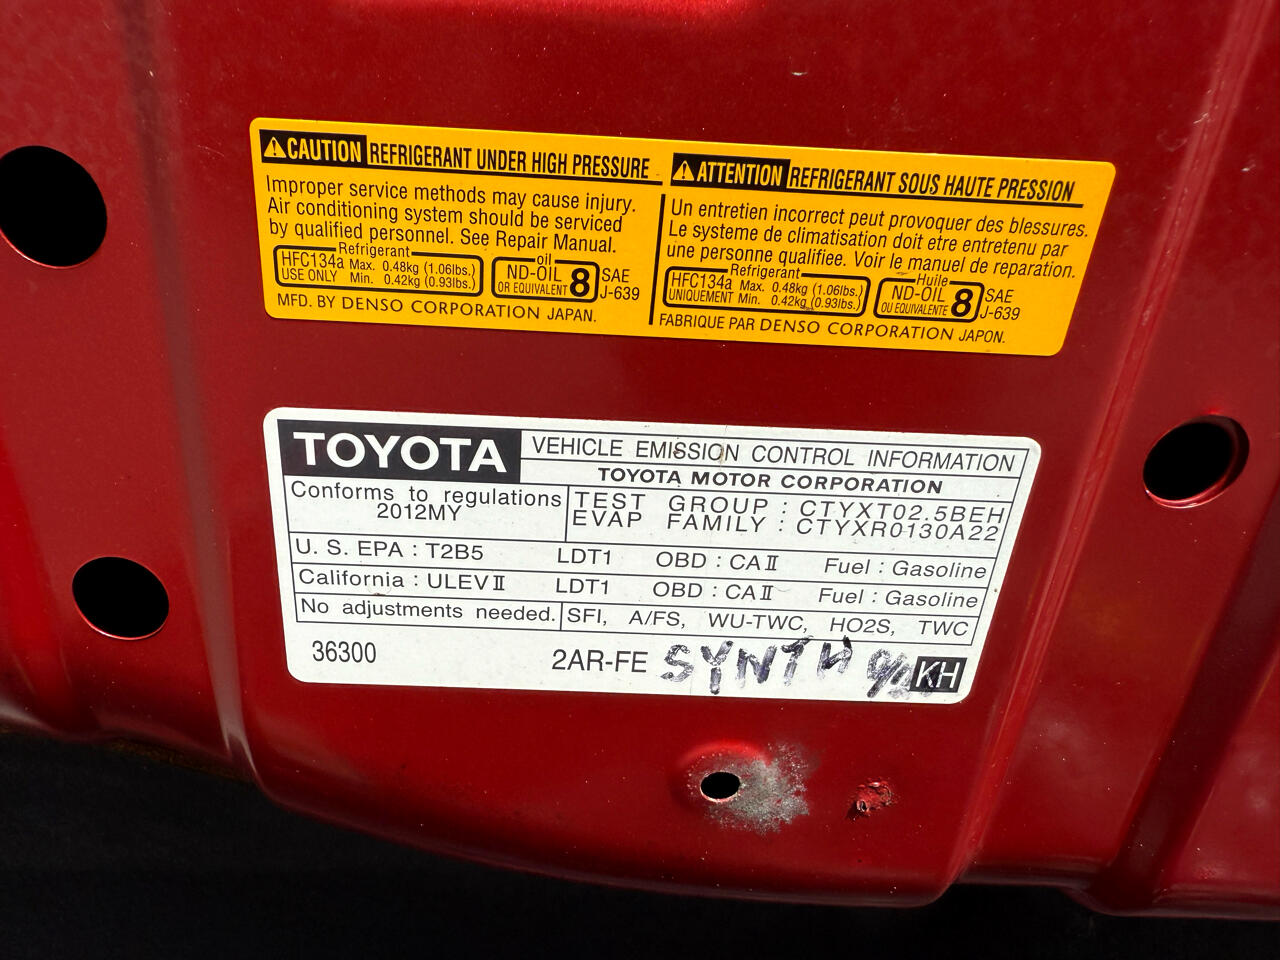 CAUTION REFRIGERANT UNDER HIGH PRESSURE
Improper service methods may cause injury.
Air conditioning system should be serviced
by qualified personnel. See Repair Manual.
Refrigerant
HFC134a Max. 0.48kg (1.06lbs.)
USE ONLY Min. 0.42kg (0.93lbs.)
oil
ND-OIL 8
OR EQUIVALENT
SAE
J-639
MFD. BY DENSO CORPORATION JAPAN.
ATTENTION REFRIGERANT SOUS HAUTE PRESSION
Un entretien incorrect peut provoquer des blessures.
Le systeme de climatisation doit etre entretenu par
une personne qualifiee. Voir le manuel de reparation.
Refrigerant
HFC134a Max. 0.48kg (1.06lbs.)
UNIQUEMENT Min. 0.42kg (0.93lbs.)
Huile
ND-OIL 8
OU EQUIVALENTE
SAE
J-639
FABRIQUE PAR DENSO CORPORATION JAPON.
TOYOTA VEHICLE EMISSION CONTROL INFORMATION
TOYOTA MOTOR CORPORATION
Conforms to regulations
2012MY
TEST GROUP : CTYXT02.5BEH
EVAP FAMILY : CTYXR0130A22
U. S. EPA : T2B5 LDT1 OBD : CAⅡ Fuel : Gasoline
California : ULEVⅡ LDT1 OBD : CAⅡ Fuel : Gasoline
No adjustments needed. SFI, A/FS, WU-TWC, HO2S, TWC
36300 2AR-FE SYNTH KH